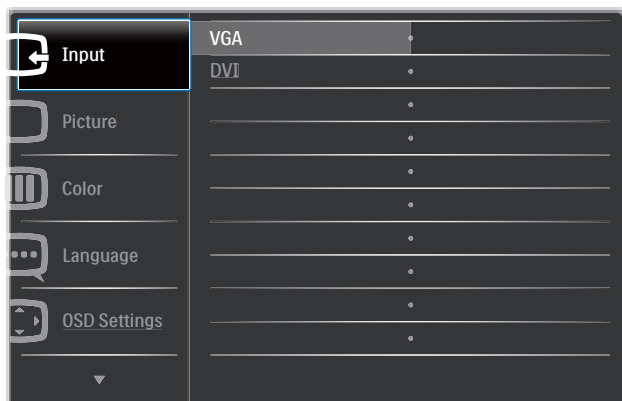 Input
Picture
Color
Language
OSD Settings
VGA
DVI